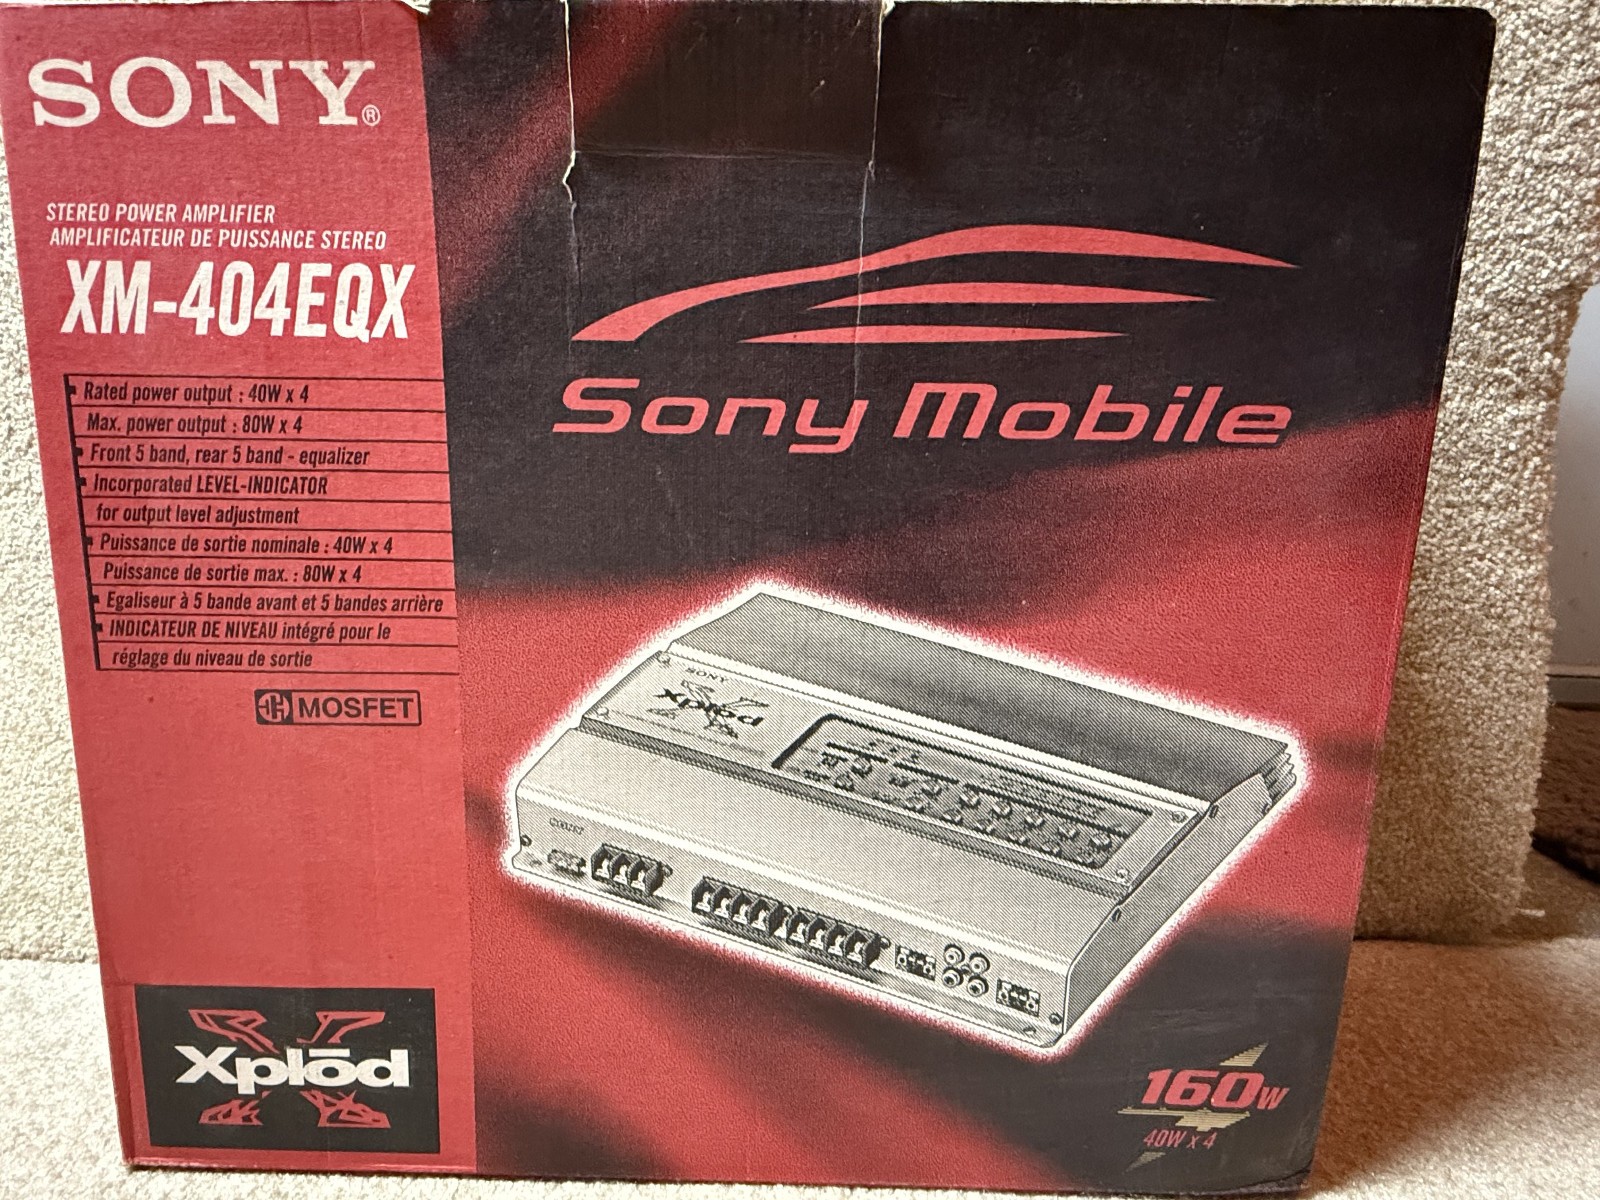 SONY®
STEREO POWER AMPLIFIER
AMPLIFICATEUR DE PUISSANCE STEREO
XM-404EQX
Rated power output : 40W x 4
Max. power output : 80W x 4
Front 5 band, rear 5 band - equalizer
Incorporated LEVEL-INDICATOR
for output level adjustment
Puissance de sortie nominale : 40W x 4
Puissance de sortie max. : 80W x 4
Egaliseur à 5 bande avant et 5 bandes arrière
INDICATEUR DE NIVEAU intégré pour le
réglage du niveau de sortie
MOSFET
Xplōd
Sony Mobile
SONY
Xplōd
SONY
160W
40W x 4